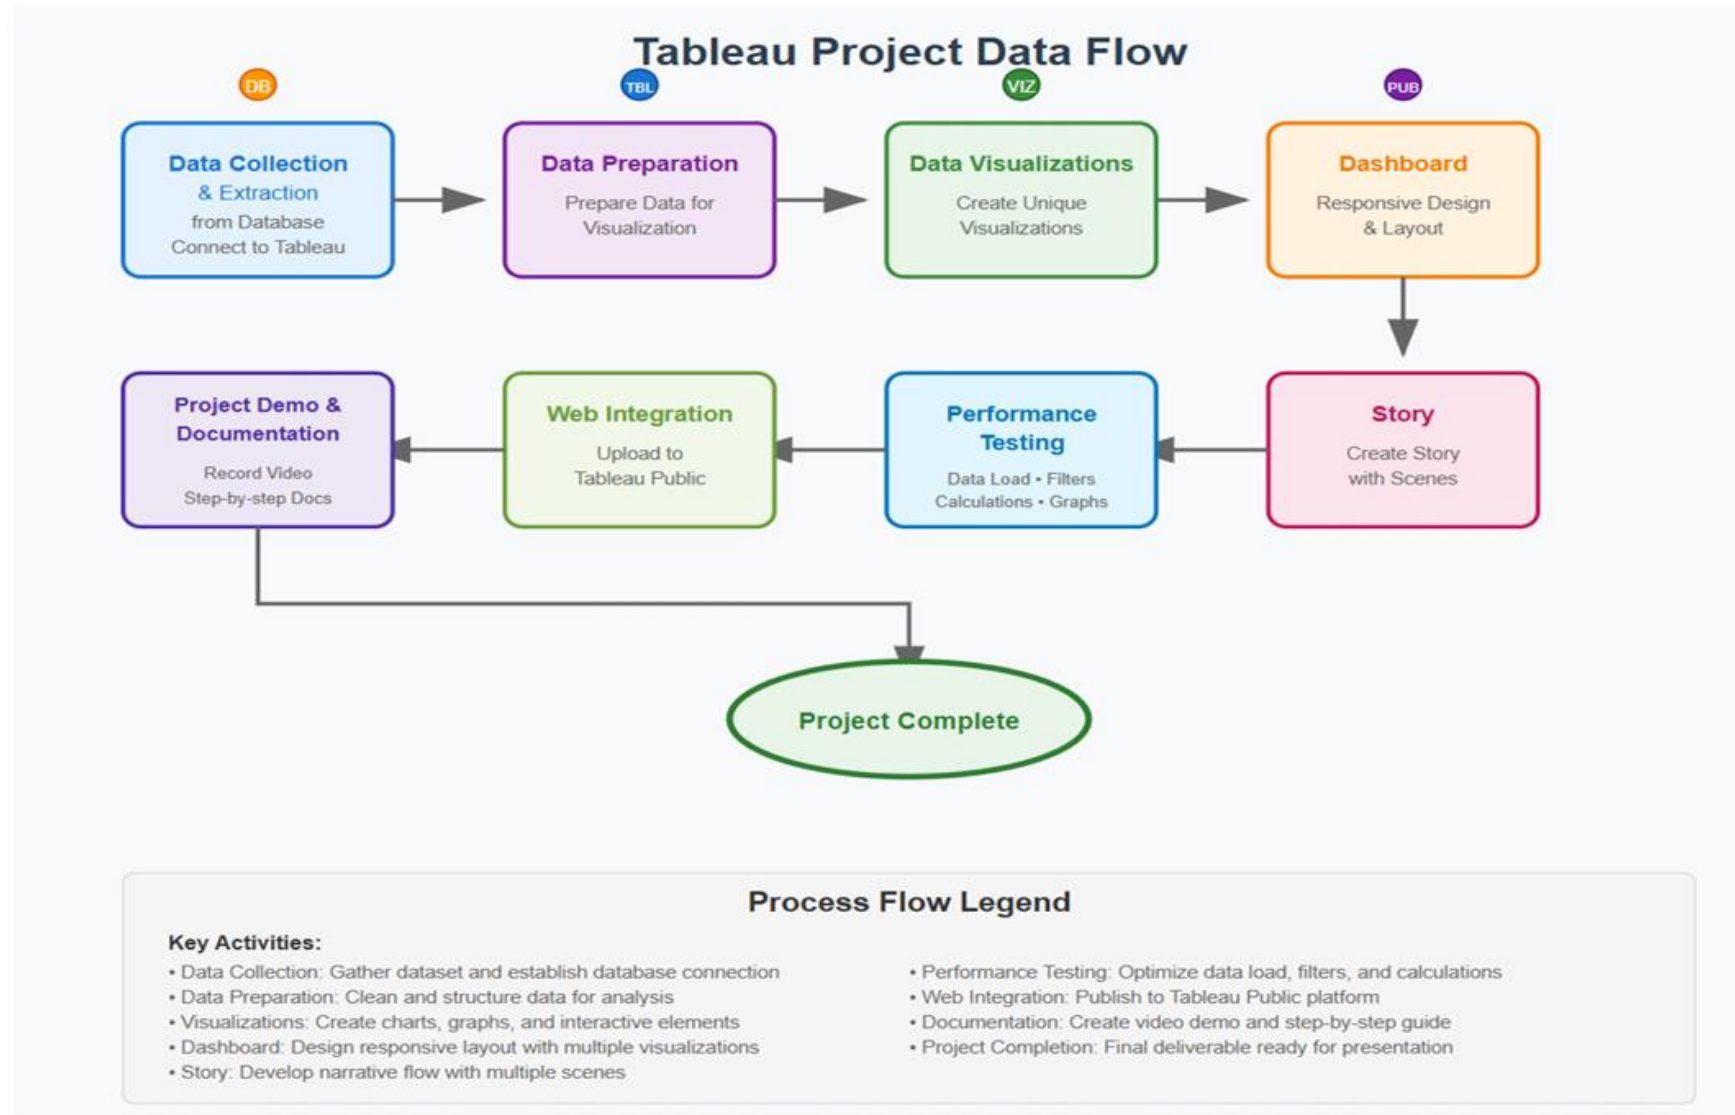 Tableau Project Data Flow
DB
TBL
VIZ
PUB
Data Collection
& Extraction
from Database
Connect to Tableau
Data Preparation
Prepare Data for
Visualization
Data Visualizations
Create Unique
Visualizations
Dashboard
Responsive Design
& Layout
Project Demo &
Documentation
Record Video
Step-by-step Docs
Web Integration
Upload to
Tableau Public
Performance
Testing
Data Load • Filters
Calculations • Graphs
Story
Create Story
with Scenes
Project Complete
Process Flow Legend
Key Activities:
• Data Collection: Gather dataset and establish database connection
• Data Preparation: Clean and structure data for analysis
• Visualizations: Create charts, graphs, and interactive elements
• Dashboard: Design responsive layout with multiple visualizations
• Story: Develop narrative flow with multiple scenes
• Performance Testing: Optimize data load, filters, and calculations
• Web Integration: Publish to Tableau Public platform
• Documentation: Create video demo and step-by-step guide
• Project Completion: Final deliverable ready for presentation